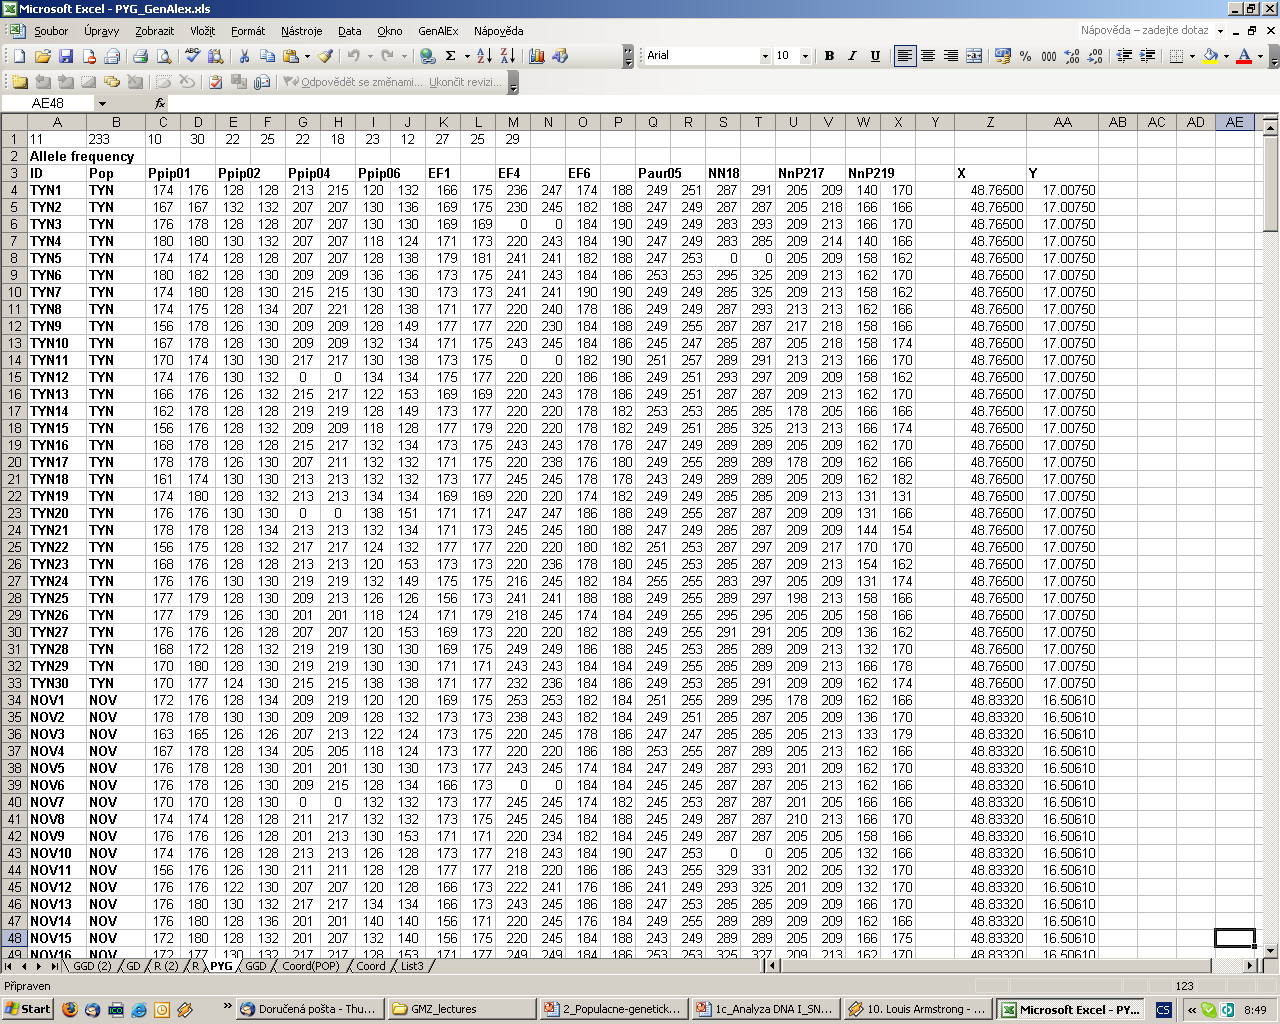 Microsoft Excel - PYG_GenAlex.xls
Soubor Úpravy Zobrazit Vložit Formát Nástroje Data Okno GenAlEx Nápověda Nápověda – zadejte dotaz
Arial 10 B I U % 000
Odpovědět se změnami... Ukončit revizi...
AE48 fx
A B C D E F G H I J K L M N O P Q R S T U V W X Y Z AA AB AC AD AE
1 11 233 10 30 22 25 22 18 23 12 27 25 29
2 Allele frequency
3 ID Pop Ppip01 Ppip02 Ppip04 Ppip06 EF1 EF4 EF6 Paur05 NN18 NnP217 NnP219 X Y
4 TYN1 TYN 174 176 128 128 213 215 120 132 166 175 236 247 174 188 249 251 287 291 205 209 140 170 48.76500 17.00750
5 TYN2 TYN 167 167 132 132 207 207 130 136 169 175 230 245 182 188 247 249 287 287 205 218 166 166 48.76500 17.00750
6 TYN3 TYN 176 178 128 128 207 207 130 130 169 169 0 0 184 190 249 249 283 293 209 213 166 170 48.76500 17.00750
7 TYN4 TYN 180 180 130 132 207 207 118 124 171 173 220 243 184 190 247 249 283 285 209 214 140 166 48.76500 17.00750
8 TYN5 TYN 174 174 128 128 207 207 128 138 179 181 241 241 182 188 247 253 0 0 205 209 158 162 48.76500 17.00750
9 TYN6 TYN 180 182 128 130 209 209 136 136 173 175 241 243 184 186 253 253 295 325 209 213 162 170 48.76500 17.00750
10 TYN7 TYN 174 180 128 130 215 215 130 130 173 173 241 241 190 190 249 249 285 325 209 213 158 162 48.76500 17.00750
11 TYN8 TYN 174 175 128 134 207 221 128 138 171 177 220 240 178 186 249 249 287 293 213 213 162 166 48.76500 17.00750
12 TYN9 TYN 156 178 126 130 209 209 128 149 177 177 220 230 184 188 249 255 287 287 217 218 158 166 48.76500 17.00750
13 TYN10 TYN 167 178 128 130 209 209 132 134 171 175 243 245 184 186 245 247 285 287 205 218 158 174 48.76500 17.00750
14 TYN11 TYN 170 174 130 130 217 217 130 138 173 175 0 0 182 190 251 257 289 291 213 213 166 170 48.76500 17.00750
15 TYN12 TYN 174 176 130 132 0 0 134 134 175 177 220 220 186 186 249 251 293 297 209 209 158 162 48.76500 17.00750
16 TYN13 TYN 166 176 126 132 215 217 122 153 169 169 220 243 178 186 249 251 287 287 209 213 162 170 48.76500 17.00750
17 TYN14 TYN 162 178 128 128 219 219 128 149 173 177 220 220 178 182 253 253 285 285 178 205 166 166 48.76500 17.00750
18 TYN15 TYN 156 176 128 132 209 209 118 128 177 179 220 220 178 182 249 251 285 325 213 213 166 174 48.76500 17.00750
19 TYN16 TYN 168 178 128 128 215 217 132 134 173 175 243 243 178 178 247 249 289 289 205 209 162 170 48.76500 17.00750
20 TYN17 TYN 178 178 126 130 207 211 132 132 171 175 220 238 176 180 249 255 289 289 178 209 162 170 48.76500 17.00750
21 TYN18 TYN 161 174 130 130 213 213 132 132 173 177 245 245 178 178 243 249 289 289 205 209 162 182 48.76500 17.00750
22 TYN19 TYN 174 180 128 132 213 213 134 134 169 169 220 220 174 182 249 249 285 285 209 213 131 131 48.76500 17.00750
23 TYN20 TYN 176 176 130 130 0 0 138 151 171 171 247 247 186 188 249 255 285 287 209 209 131 166 48.76500 17.00750
24 TYN21 TYN 178 178 128 134 213 213 132 134 171 173 245 245 180 188 247 249 287 287 209 209 144 154 48.76500 17.00750
25 TYN22 TYN 156 175 128 132 217 217 124 132 177 177 220 220 180 182 251 253 287 287 209 217 170 170 48.76500 17.00750
26 TYN23 TYN 168 176 128 128 213 213 120 153 173 173 220 236 178 180 245 249 285 287 209 213 154 162 48.76500 17.00750
27 TYN24 TYN 176 176 130 130 219 219 132 149 175 175 216 245 182 184 255 255 283 297 205 209 131 174 48.76500 17.00750
28 TYN25 TYN 177 179 128 130 209 213 126 126 156 173 241 241 188 188 249 255 289 297 198 213 158 166 48.76500 17.00750
29 TYN26 TYN 177 179 126 130 201 201 118 124 171 179 218 245 174 184 249 255 295 295 205 205 158 166 48.76500 17.00750
30 TYN27 TYN 176 176 126 128 207 207 120 153 169 173 220 220 182 188 249 255 291 291 205 209 136 162 48.76500 17.00750
31 TYN28 TYN 168 172 128 132 219 219 130 130 169 175 249 249 186 188 245 253 285 289 209 213 132 170 48.76500 17.00750
32 TYN29 TYN 170 180 128 130 219 219 130 130 171 171 243 243 184 184 249 255 285 289 209 213 166 178 48.76500 17.00750
33 TYN30 TYN 170 177 124 130 215 215 138 138 171 177 232 236 184 186 249 253 285 291 209 209 162 174 48.76500 17.00750
34 NOV1 NOV 172 176 128 134 209 219 120 120 169 175 253 253 182 184 251 255 289 295 178 209 162 170 48.83320 16.50610
35 NOV2 NOV 178 178 130 130 209 209 128 132 173 173 238 243 182 184 249 251 285 287 205 209 136 170 48.83320 16.50610
36 NOV3 NOV 163 165 126 126 207 213 122 124 173 175 220 245 176 186 247 247 285 285 205 213 133 179 48.83320 16.50610
37 NOV4 NOV 167 178 128 134 205 205 118 124 173 175 220 220 186 188 253 255 287 289 205 213 162 166 48.83320 16.50610
38 NOV5 NOV 176 178 128 130 201 201 130 130 173 177 243 245 174 184 247 249 287 293 201 209 162 170 48.83320 16.50610
39 NOV6 NOV 176 178 126 130 209 215 128 134 166 173 0 0 184 184 245 245 287 287 205 213 162 166 48.83320 16.50610
40 NOV7 NOV 170 170 128 130 0 0 132 132 173 177 245 245 174 182 245 253 287 287 201 205 166 166 48.83320 16.50610
41 NOV8 NOV 174 174 128 128 211 217 132 132 173 175 245 245 184 188 249 255 287 287 210 213 166 170 48.83320 16.50610
42 NOV9 NOV 176 176 126 128 201 213 130 153 171 171 220 234 182 184 245 249 287 287 205 205 158 166 48.83320 16.50610
43 NOV10 NOV 174 176 128 128 213 213 126 128 173 177 218 243 184 190 247 253 0 0 205 205 132 166 48.83320 16.50610
44 NOV11 NOV 156 176 126 130 211 211 128 128 177 177 218 220 186 186 243 255 329 331 202 205 132 170 48.83320 16.50610
45 NOV12 NOV 176 176 122 130 207 207 120 128 166 173 222 241 176 186 241 249 293 325 201 209 132 170 48.83320 16.50610
46 NOV13 NOV 176 180 130 132 217 217 134 134 166 173 243 243 186 188 247 253 285 285 209 209 162 170 48.83320 16.50610
47 NOV14 NOV 176 180 128 136 201 201 140 140 156 171 220 245 176 184 249 255 289 289 209 209 162 166 48.83320 16.50610
48 NOV15 NOV 172 180 128 132 201 207 132 140 156 175 220 245 184 188 243 249 289 289 205 209 166 175 48.83320 16.50610
49 NOV16 NOV 172 177 130 132 217 217 128 153 173 173 245 245 186 186 253 253 325 327 209 213 162 170 48.83320 16.50610
GGD (2) GD R (2) R PYG GGD Coord(POP) Coord List3
Připraven 123
Start » Doručená pošta - Thu... GMZ_lectures 2_Populacne-genetick... 1c_Analyza DNA I_SN... 10. Louis Armstrong - ... Microsoft Excel - PY... CS « 8:49